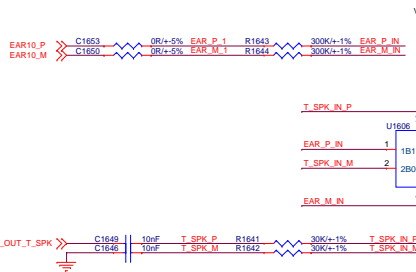 EAR10_P C1653 0R/+-5% EAR_P_1 R1643 300K/+-1% EAR_P_IN
EAR10_M C1650 0R/+-5% EAR_M_1 R1644 300K/+-1% EAR_M_IN
T_SPK_IN_P
U1606
EAR_P_IN 1 1B1
T_SPK_IN_M 2 2B0
EAR_M_IN
_OUT_T_SPK C1649 10nF T_SPK_P R1641 30K/+-1% T_SPK_IN_P
C1646 10nF T_SPK_M R1642 30K/+-1% T_SPK_IN_M